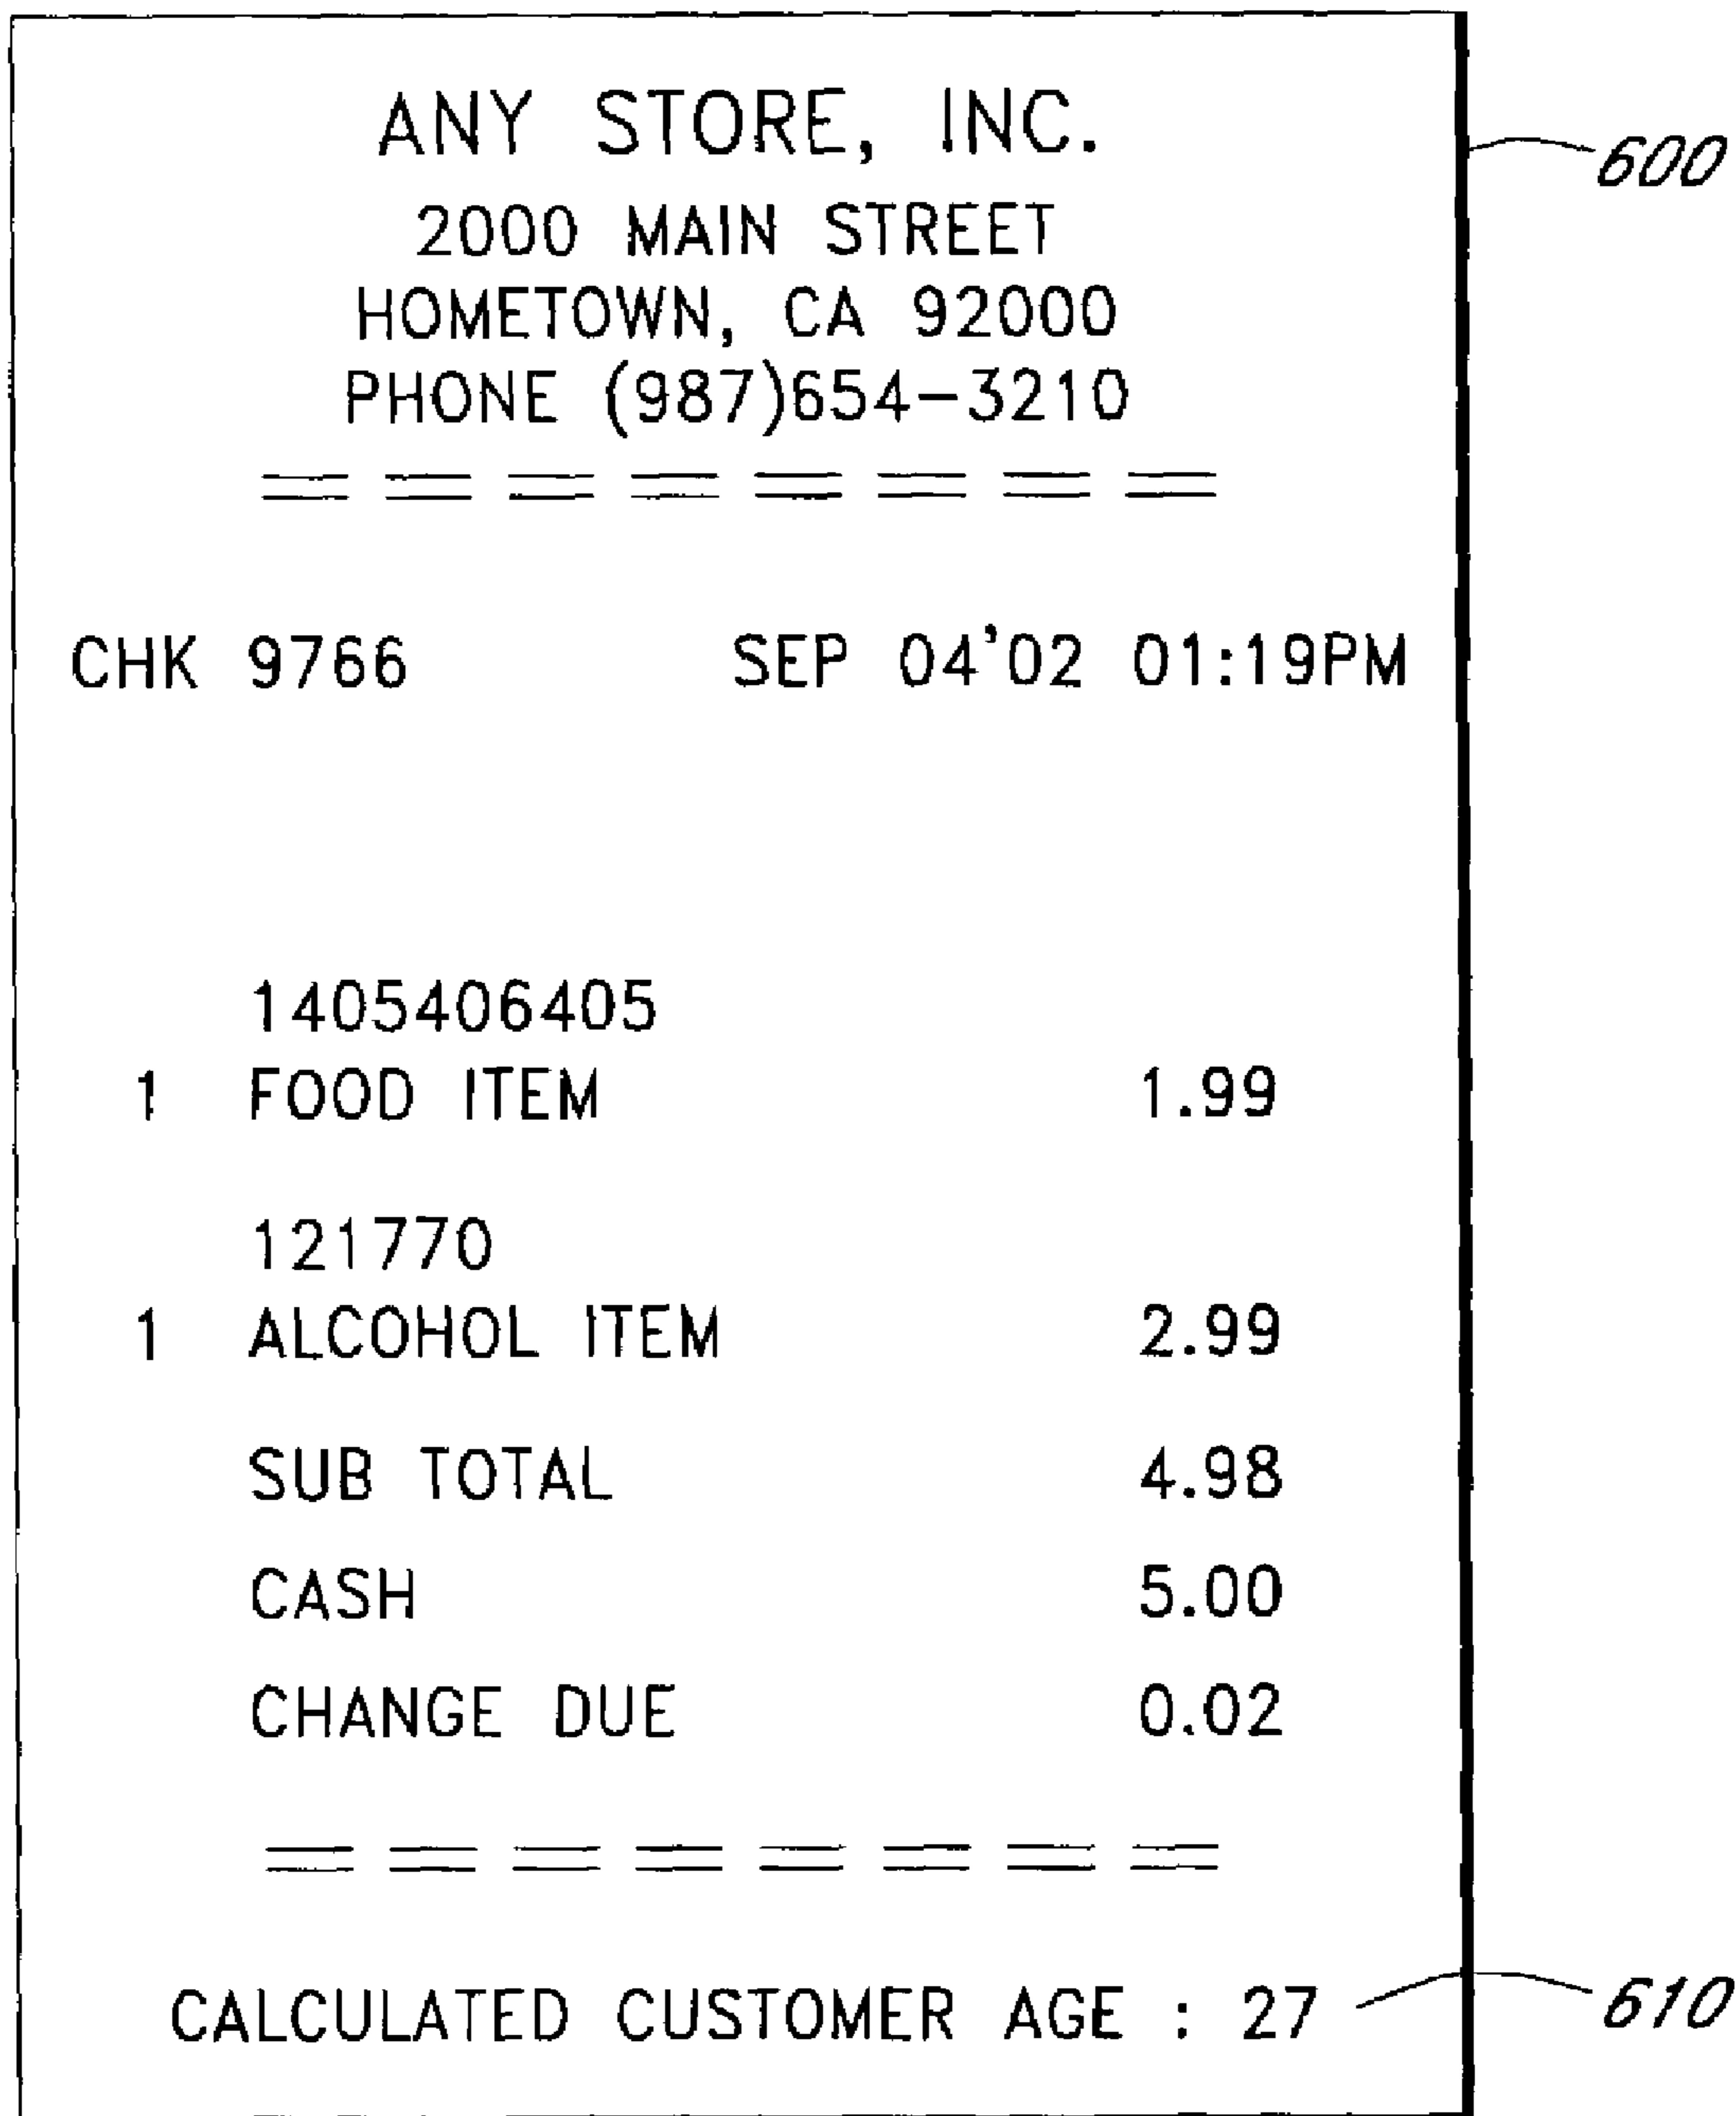 ANY STORE, INC.
600
2000 MAIN STREET
HOMETOWN, CA 92000
PHONE (987)654-3210
= = = = = = = =
CHK 9766 SEP 04'02 01:19PM
1405406405
1 FOOD ITEM 1.99
121770
1 ALCOHOL ITEM 2.99
SUB TOTAL 4.98
CASH 5.00
CHANGE DUE 0.02
= = = = = = = =
CALCULATED CUSTOMER AGE : 27
610